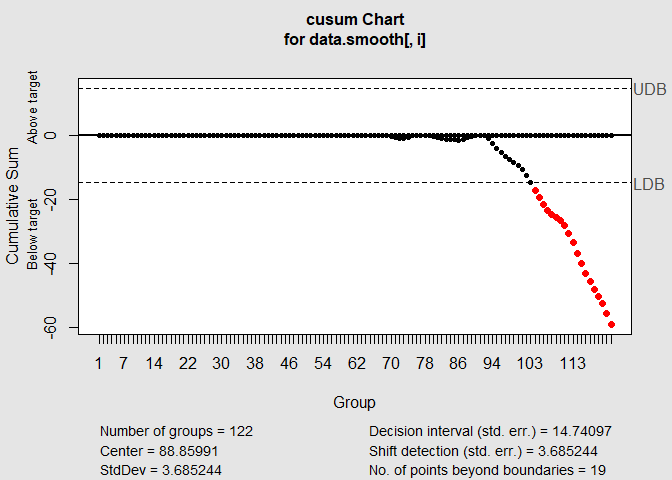 cusum Chart
for data.smooth[, i]
Above target
UDB
0
Cumulative Sum
-20
LDB
Below target
-40
-60
1 7 14 22 30 38 46 54 62 70 78 86 94 103 113
Group
Number of groups = 122
Center = 88.85991
StdDev = 3.685244
Decision interval (std. err.) = 14.74097
Shift detection (std. err.) = 3.685244
No. of points beyond boundaries = 19